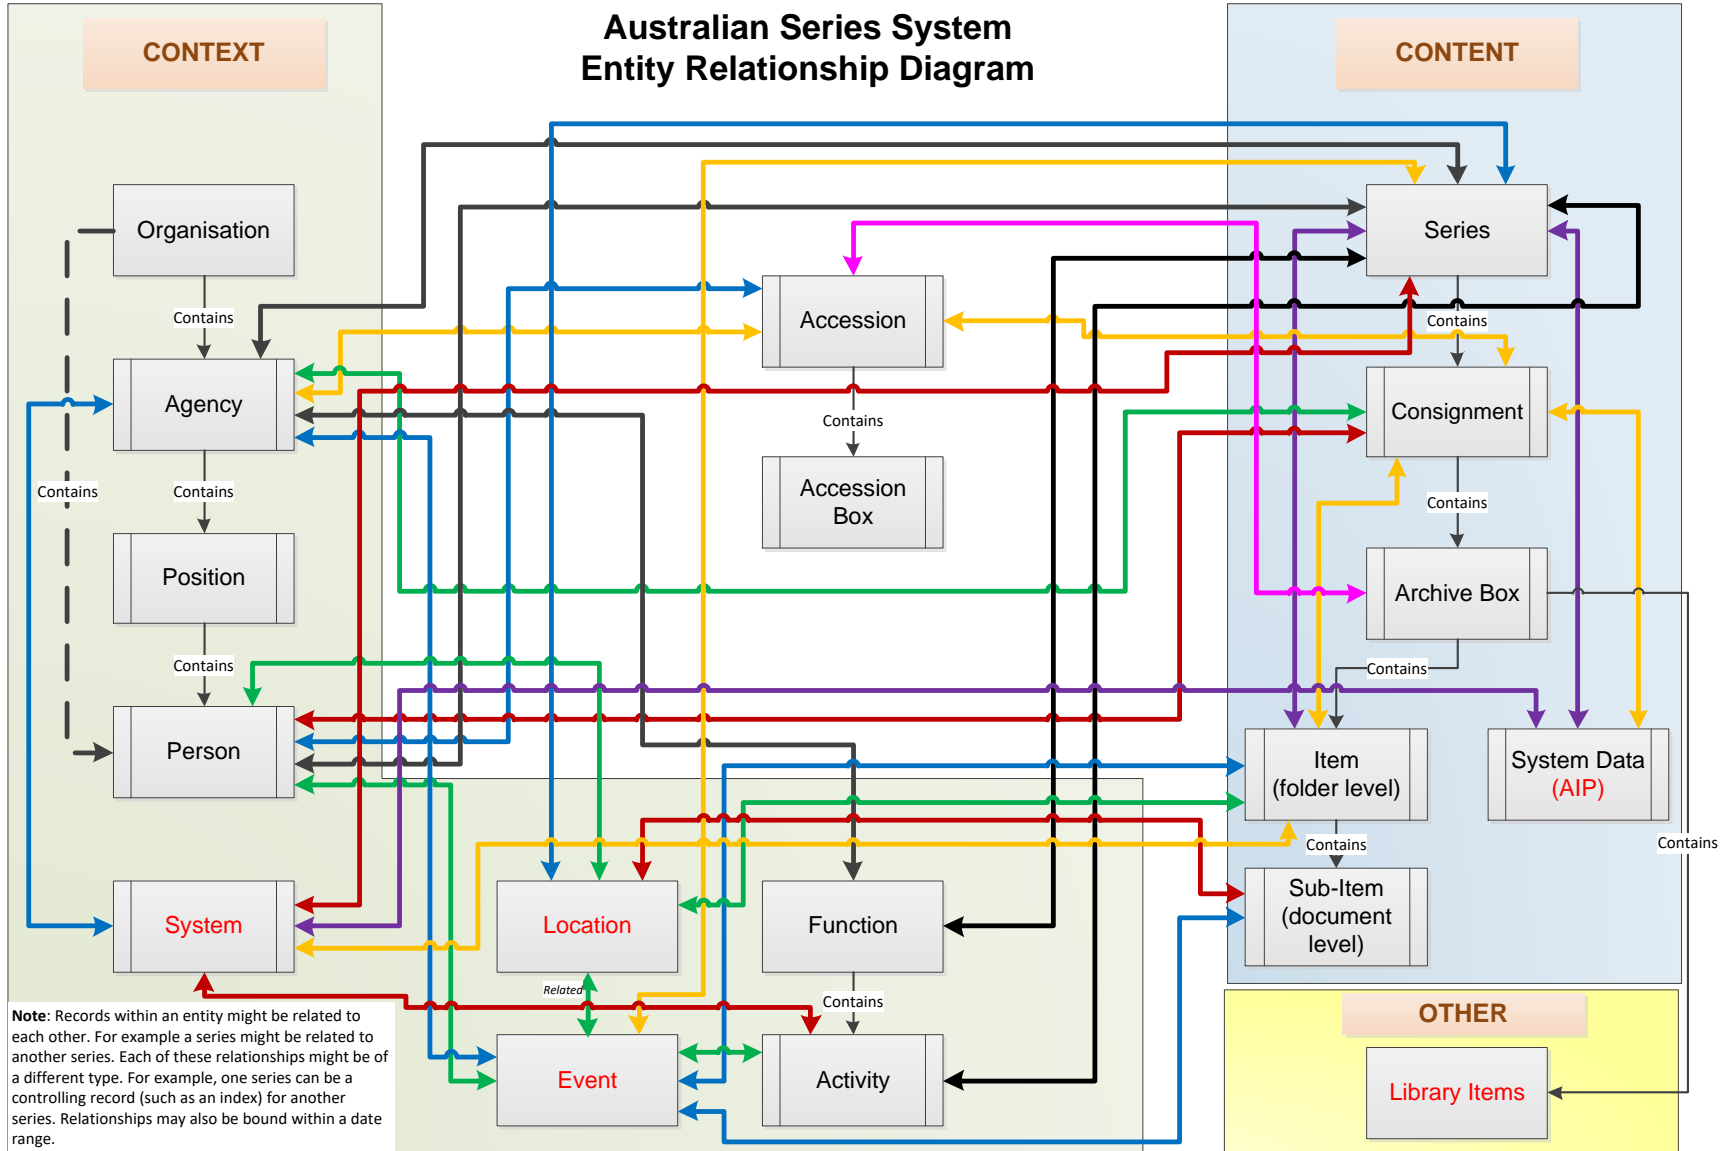 Australian Series System
Entity Relationship Diagram
CONTEXT
CONTENT
Organisation
Contains
Agency
Contains
Contains
Position
Contains
Person
System
Accession
Contains
Accession
Box
Series
Contains
Consignment
Contains
Archive Box
Contains
Item
(folder level)
System Data
(AIP)
Contains
Contains
Sub-Item
(document
level)
Location
Function
Related
Contains
Event
Activity
Note: Records within an entity might be related to
each other. For example a series might be related to
another series. Each of these relationships might be of
a different type. For example, one series can be a
controlling record (such as an index) for another
series. Relationships may also be bound within a date
range.
OTHER
Library Items